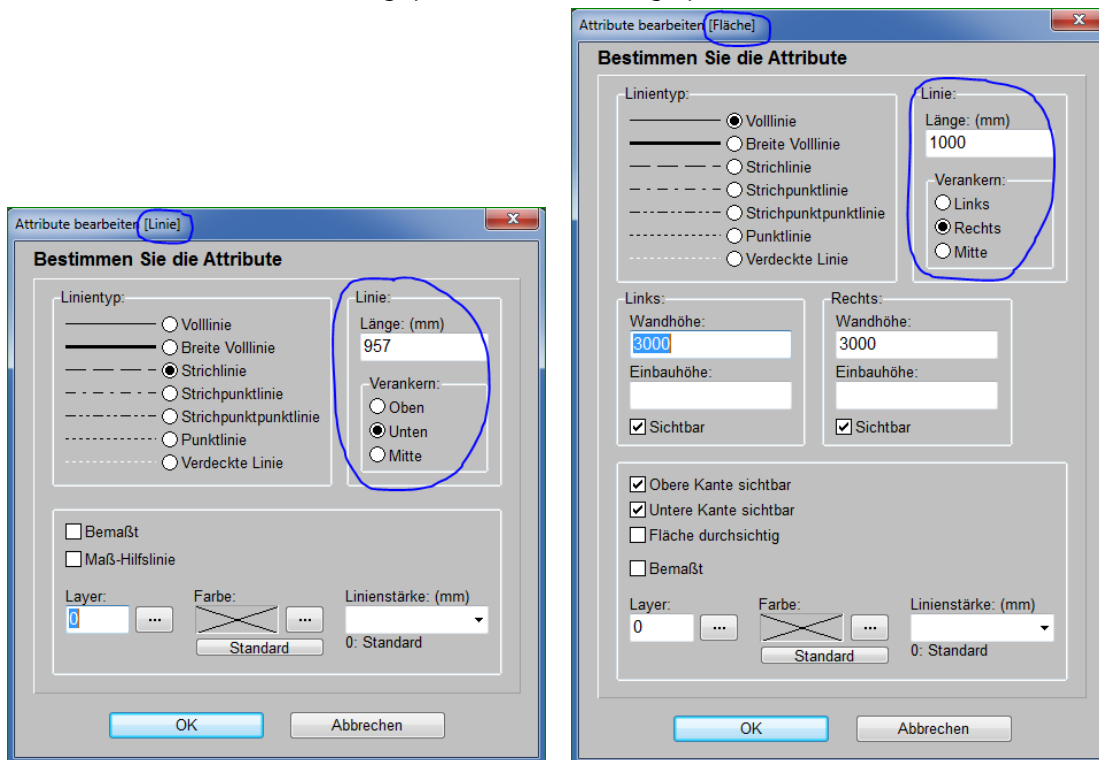 Attribute bearbeiten [Linie]
Bestimmen Sie die Attribute
Linientyp:
Volllinie
Breite Volllinie
Strichlinie
Strichpunktlinie
Strichpunktpunktlinie
Punktlinie
Verdeckte Linie
Linie:
Länge: (mm)
957
Verankern:
Oben
Unten
Mitte
Bemaßt
Maß-Hilfslinie
Layer:
0
...
Farbe:
...
Standard
Linienstärke: (mm)
0: Standard
OK
Abbrechen
Attribute bearbeiten [Fläche]
Bestimmen Sie die Attribute
Linientyp:
Volllinie
Breite Volllinie
Strichlinie
Strichpunktlinie
Strichpunktpunktlinie
Punktlinie
Verdeckte Linie
Linie:
Länge: (mm)
1000
Verankern:
Links
Rechts
Mitte
Links:
Wandhöhe:
3000
Einbauhöhe:
Sichtbar
Rechts:
Wandhöhe:
3000
Einbauhöhe:
Sichtbar
Obere Kante sichtbar
Untere Kante sichtbar
Fläche durchsichtig
Bemaßt
Layer:
0
...
Farbe:
...
Standard
Linienstärke: (mm)
0: Standard
OK
Abbrechen